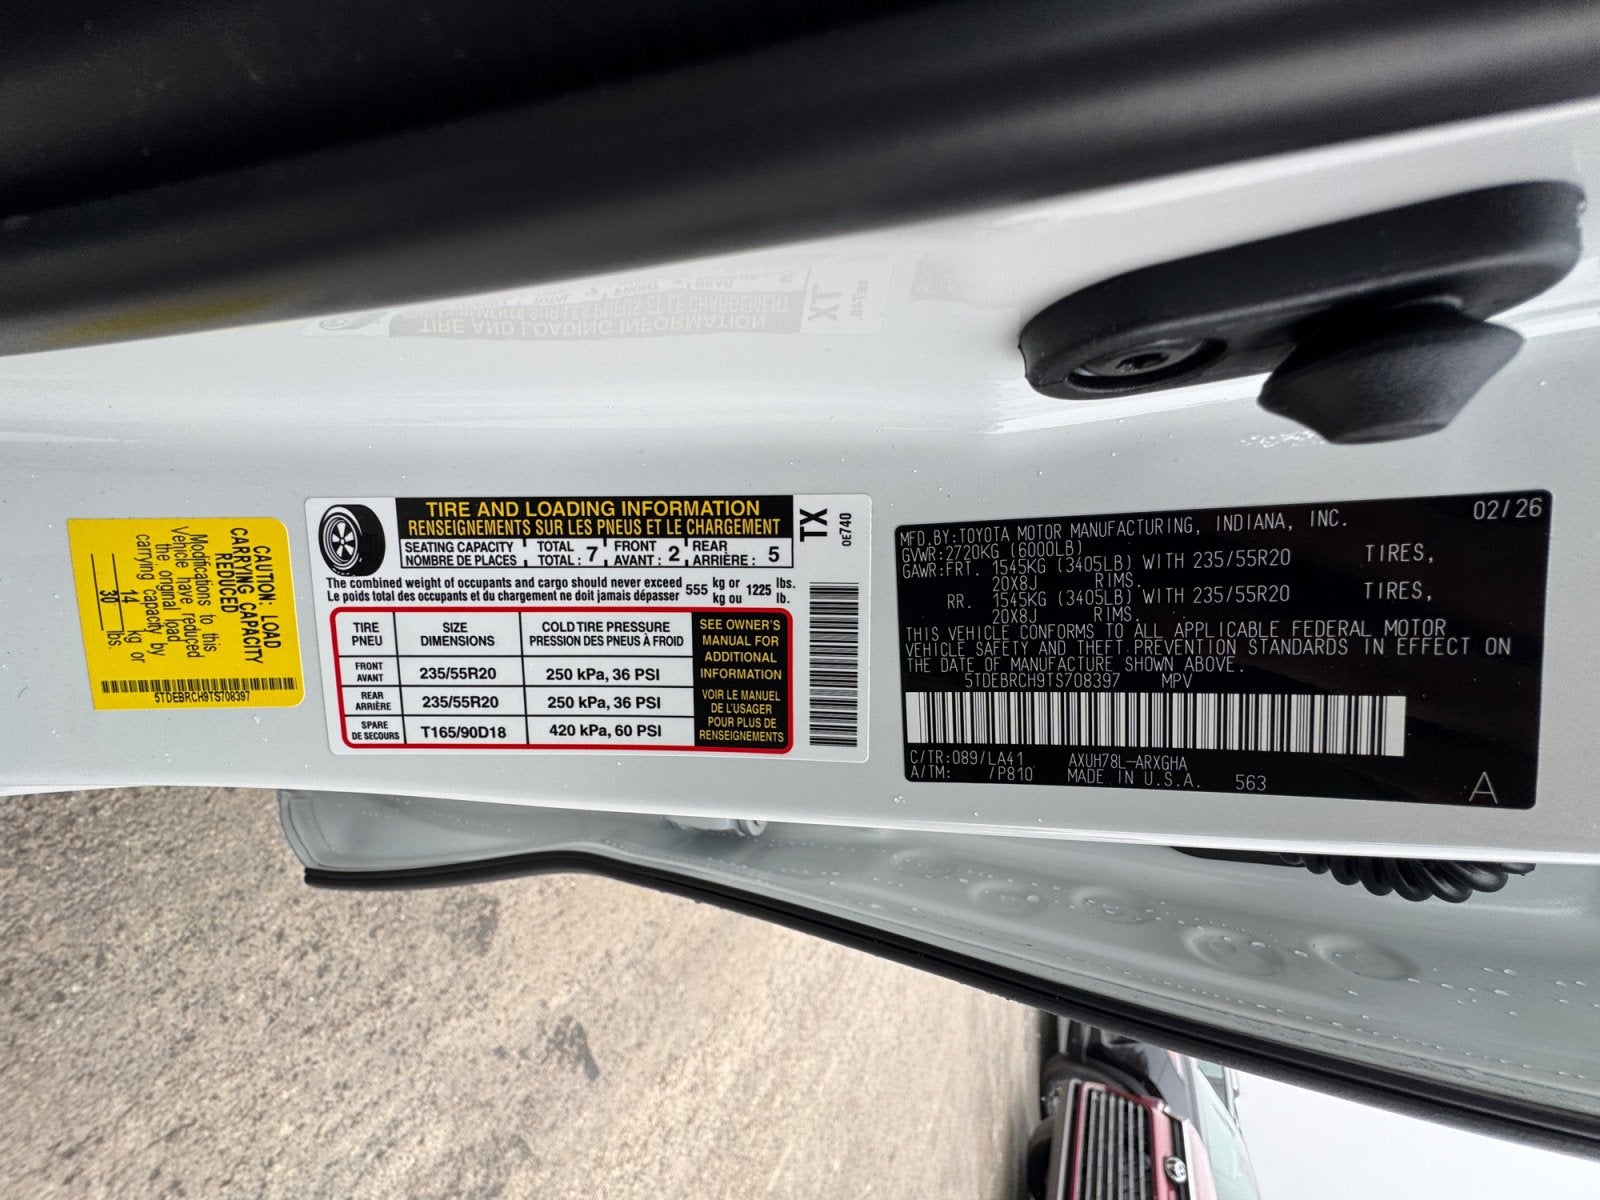 CAUTION: LOAD
CARRYING CAPACITY
REDUCED
Modifications to this
Vehicle have reduced
the original load
carrying capacity by
14 kg or
30 lbs.
5TDEBRCH9TS708397
TIRE AND LOADING INFORMATION
RENSEIGNEMENTS SUR LES PNEUS ET LE CHARGEMENT
SEATING CAPACITY TOTAL 7 FRONT 2 REAR 5
NOMBRE DE PLACES TOTAL : AVANT : ARRIÈRE :
The combined weight of occupants and cargo should never exceed 555 kg or 1225 lbs.
Le poids total des occupants et du chargement ne doit jamais dépasser kg ou lb.
TIRE SIZE COLD TIRE PRESSURE
PNEU DIMENSIONS PRESSION DES PNEUS À FROID
FRONT
AVANT 235/55R20 250 kPa, 36 PSI
REAR
ARRIÈRE 235/55R20 250 kPa, 36 PSI
SPARE
DE SECOURS T165/90D18 420 kPa, 60 PSI
SEE OWNER'S
MANUAL FOR
ADDITIONAL
INFORMATION
VOIR LE MANUEL
DE L'USAGER
POUR PLUS DE
RENSEIGNEMENTS
TX
0E740
02/26
MFD.BY:TOYOTA MOTOR MANUFACTURING, INDIANA, INC.
GVWR:2720KG (6000LB)
GAWR:FRT. 1545KG (3405LB) WITH 235/55R20 TIRES,
20X8J RIMS.
RR. 1545KG (3405LB) WITH 235/55R20 TIRES,
20X8J RIMS.
THIS VEHICLE CONFORMS TO ALL APPLICABLE FEDERAL MOTOR
VEHICLE SAFETY AND THEFT PREVENTION STANDARDS IN EFFECT ON
THE DATE OF MANUFACTURE SHOWN ABOVE.
5TDEBRCH9TS708397 MPV
C/TR:089/LA41 AXUH78L-ARXGHA
A/TM: /P810 MADE IN U.S.A. 563
A